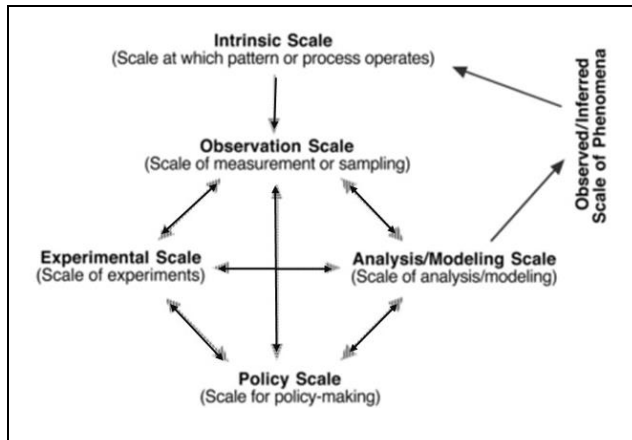 Intrinsic Scale
(Scale at which pattern or process operates)
Observed/Inferred
Scale of Phenomena
Observation Scale
(Scale of measurement or sampling)
Experimental Scale
(Scale of experiments)
Analysis/Modeling Scale
(Scale of analysis/modeling)
Policy Scale
(Scale for policy-making)